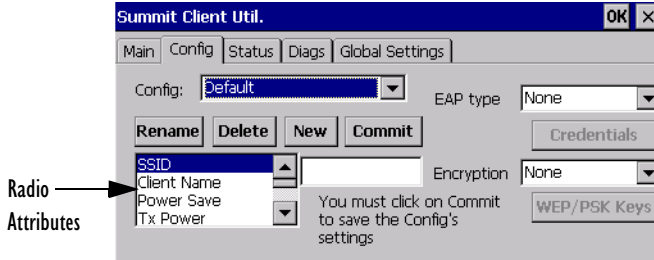 Summit Client Util. OK ×
Main Config Status Diags Global Settings
Config: Default
EAP type None
Rename Delete New Commit
Credentials
SSID
Client Name
Power Save
Tx Power
Encryption None
You must click on Commit
to save the Config's
settings
WEP/PSK Keys
Radio
Attributes